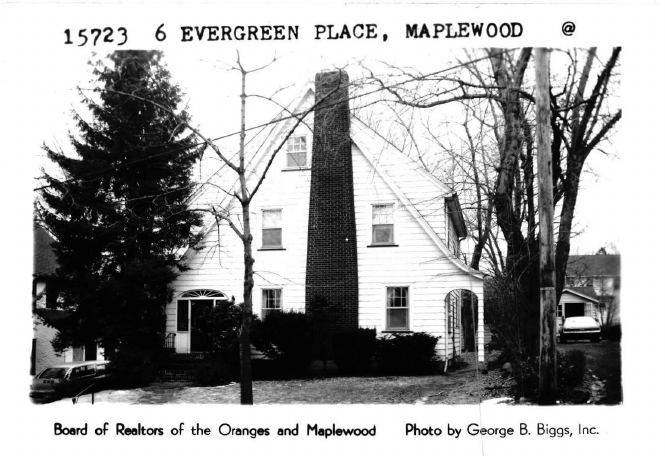 15723 6 EVERGREEN PLACE, MAPLEWOOD @
Board of Realtors of the Oranges and Maplewood Photo by George B. Biggs, Inc.